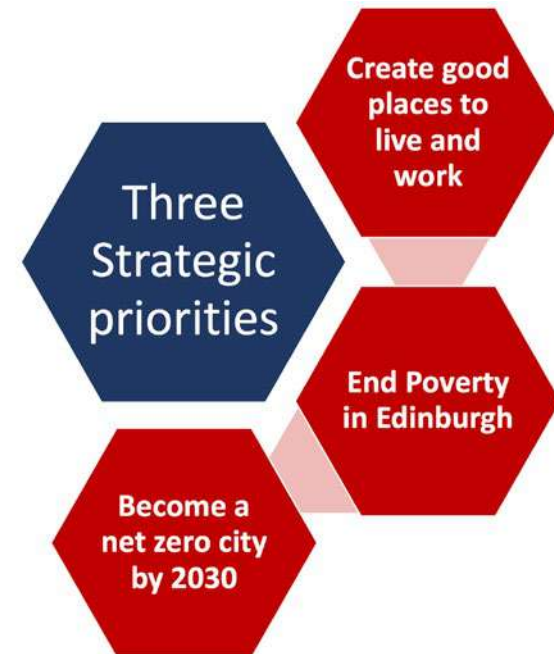 Three
Strategic
priorities
Create good
places to
live and
work
End Poverty
in Edinburgh
Become a
net zero city
by 2030